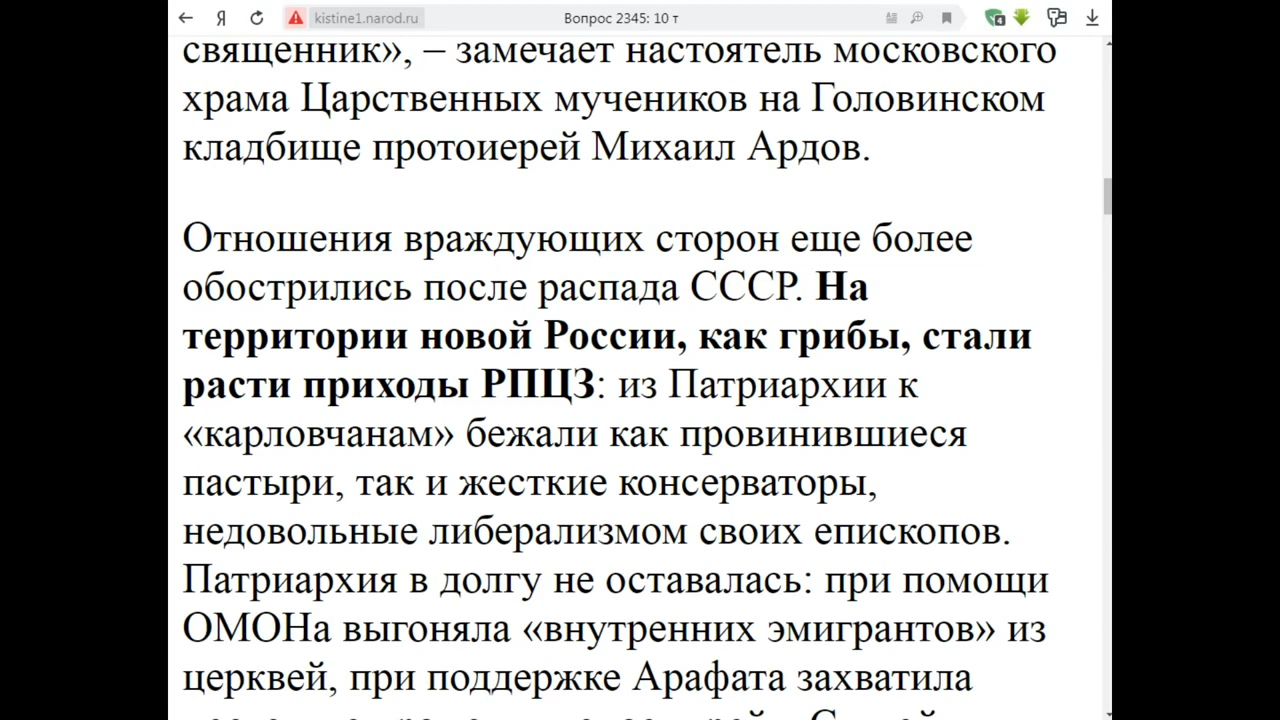 Я kistine1.narod.ru Вопрос 2345: 10 т 4
священник», – замечает настоятель московского
храма Царственных мучеников на Головинском
кладбище протоиерей Михаил Ардов.
Отношения враждующих сторон еще более
обострились после распада СССР. На
территории новой России, как грибы, стали
расти приходы РПЦЗ: из Патриархии к
«карловчанам» бежали как провинившиеся
пастыри, так и жесткие консерваторы,
недовольные либерализмом своих епископов.
Патриархия в долгу не оставалась: при помощи
ОМОНа выгоняла «внутренних эмигрантов» из
церквей, при поддержке Арафата захватила